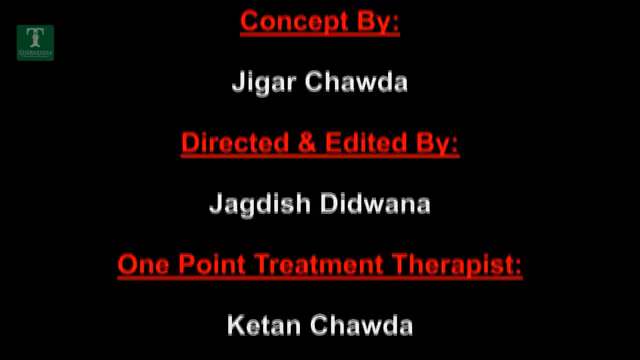 Concept By:
Jigar Chawda
Directed & Edited By:
Jagdish Didwana
One Point Treatment Therapist:
Ketan Chawda